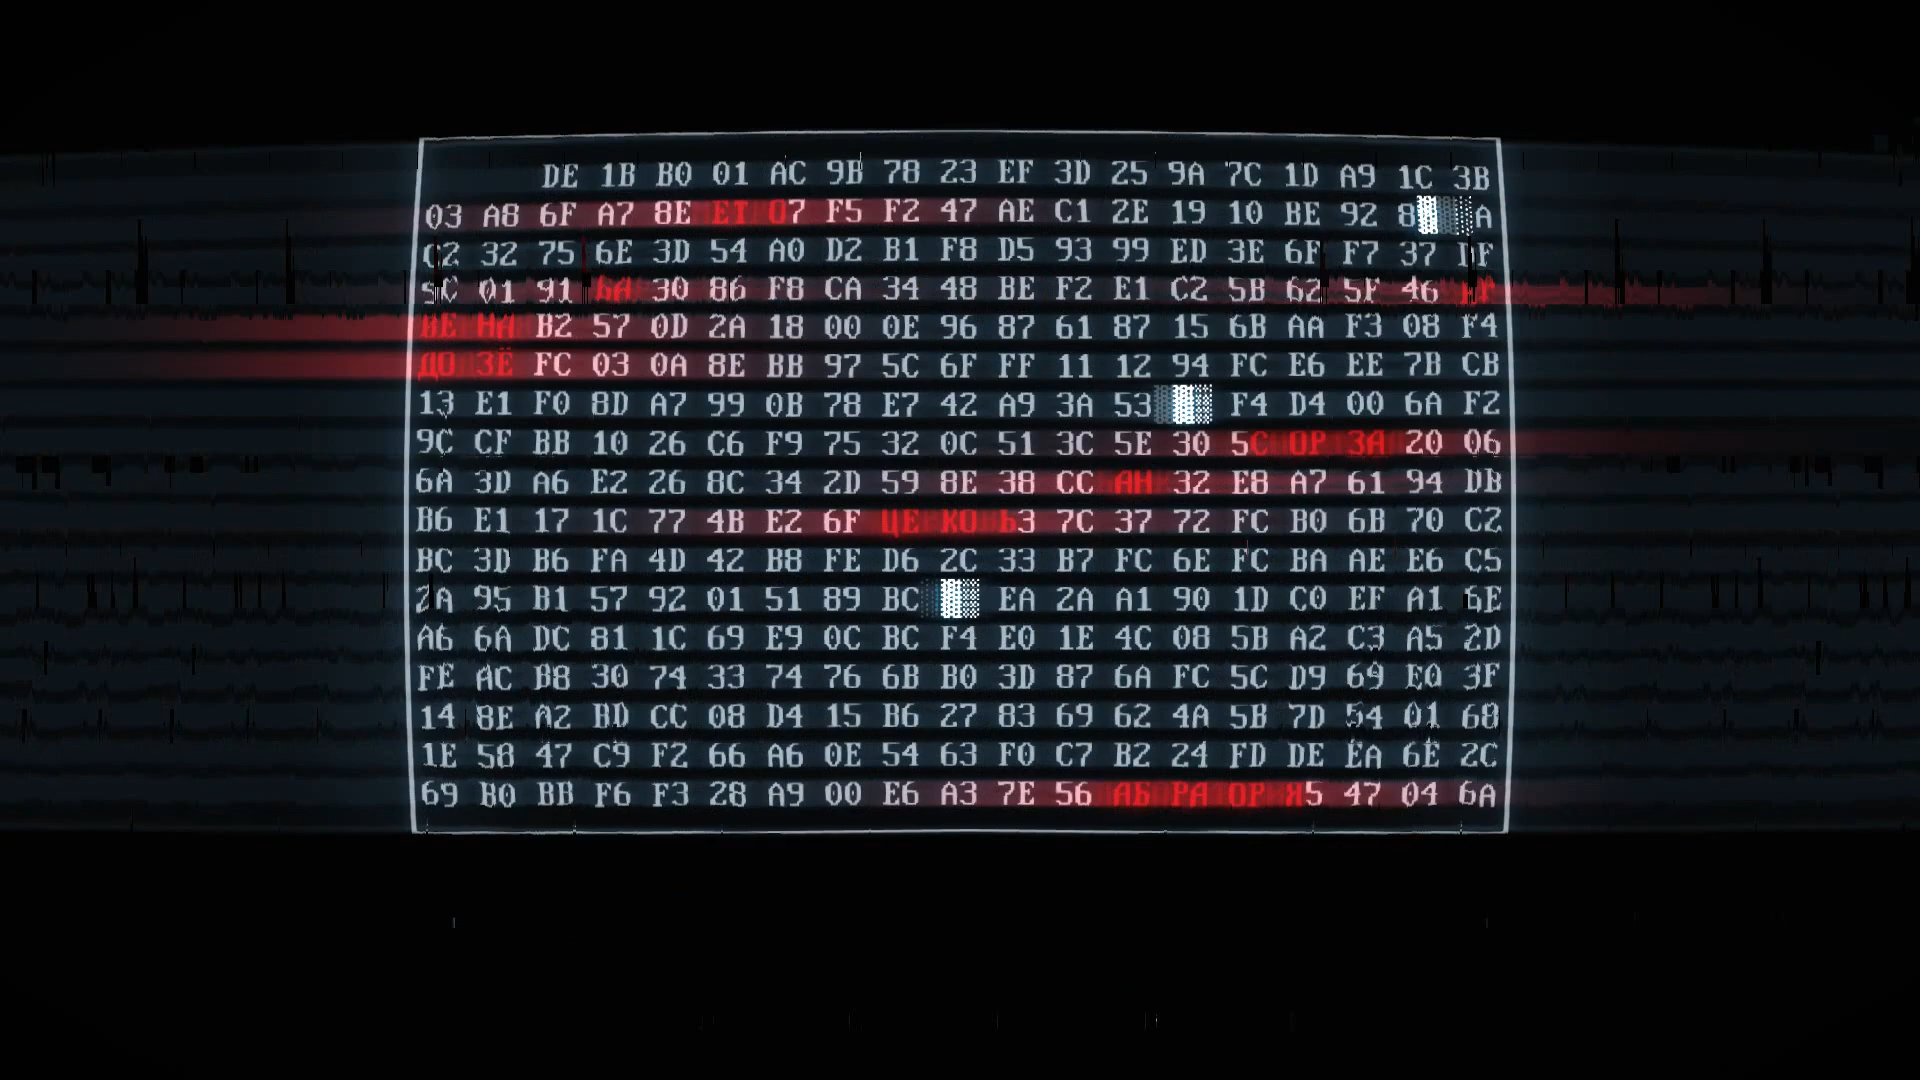 DE 1B B0 01 AC 9B 78 23 EF 3D 25 9A 7C 1D A9 1C 3B
03 A8 6F A7 8E ЕТ О7 F5 F2 47 AE C1 2E 19 10 BE 92
C2 32 75 6E 3D 54 A0 D2 B1 F8 D5 93 99 ED 3E 6F F7 37 DF
5C 01 91 БА 30 86 F8 CA 34 48 BE F2 E1 C2 5B 62 5F 46
ВЕ НА B2 57 0D 2A 18 00 0E 96 87 61 87 15 6B AA F3 08 F4
ДО ЗЁ FC 03 0A 8E BB 97 5C 6F FF 11 12 94 FC E6 EE 7B CB
13 E1 F0 8D A7 99 0B 78 E7 42 A9 3A 53 F4 D4 00 6A F2
9C CF BB 10 26 C6 F9 75 32 0C 51 3C 5E 30 5С ОР ЗА 20 06
6A 3D A6 E2 26 8C 34 2D 59 8E 38 CC АН 32 E8 A7 61 94 DB
B6 E1 17 1C 77 4B E2 6F ЦЕ КО Ь3 7C 37 72 FC B0 6B 70 C2
BC 3D B6 FA 4D 42 B8 FE D6 2C 33 B7 FC 6E FC BA AE E6 C5
2A 95 B1 57 92 01 51 89 BC EA 2A A1 90 1D C0 EF A1 6E
A6 6A DC 81 1C 69 E9 0C BC F4 E0 1E 4C 08 5B A2 C3 A5 2D
FE AC B8 30 74 33 74 76 6B B0 3D 87 6A FC 5C D9 69 E0 3F
14 8E A2 BD CC 08 D4 15 B6 27 83 69 62 4A 5B 7D 54 01 68
1E 58 47 C9 F2 66 A6 0E 54 63 F0 C7 B2 24 FD DE EA 6E 2C
69 B0 BB F6 F3 28 A9 00 E6 A3 7E 56 АБ РА ОР Я5 47 04 6A